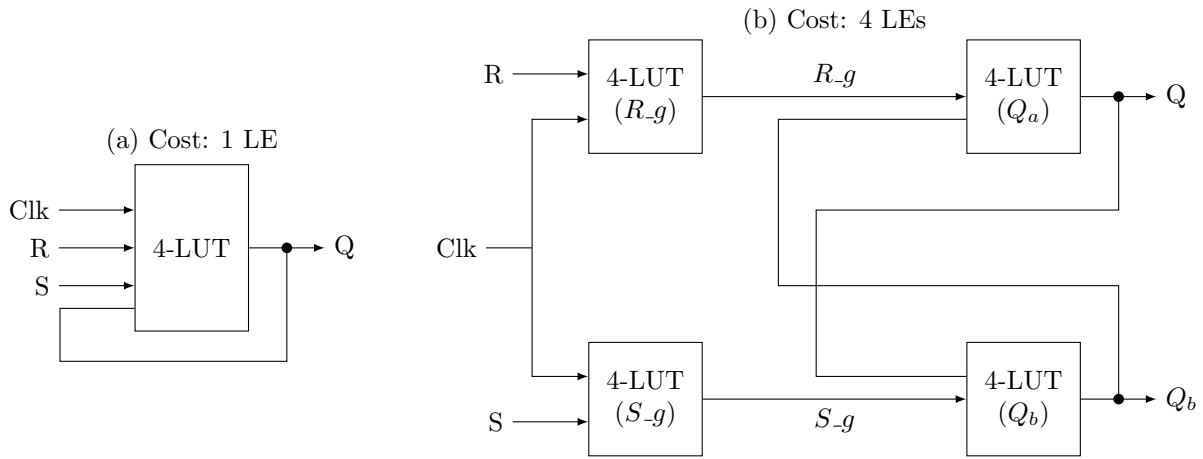 (a) Cost: 1 LE
Clk
R
S
4-LUT
Q
(b) Cost: 4 LEs
R
4-LUT
(R_g)
R_g
4-LUT
(Q_a)
Q
Clk
S
4-LUT
(S_g)
S_g
4-LUT
(Q_b)
Q_b